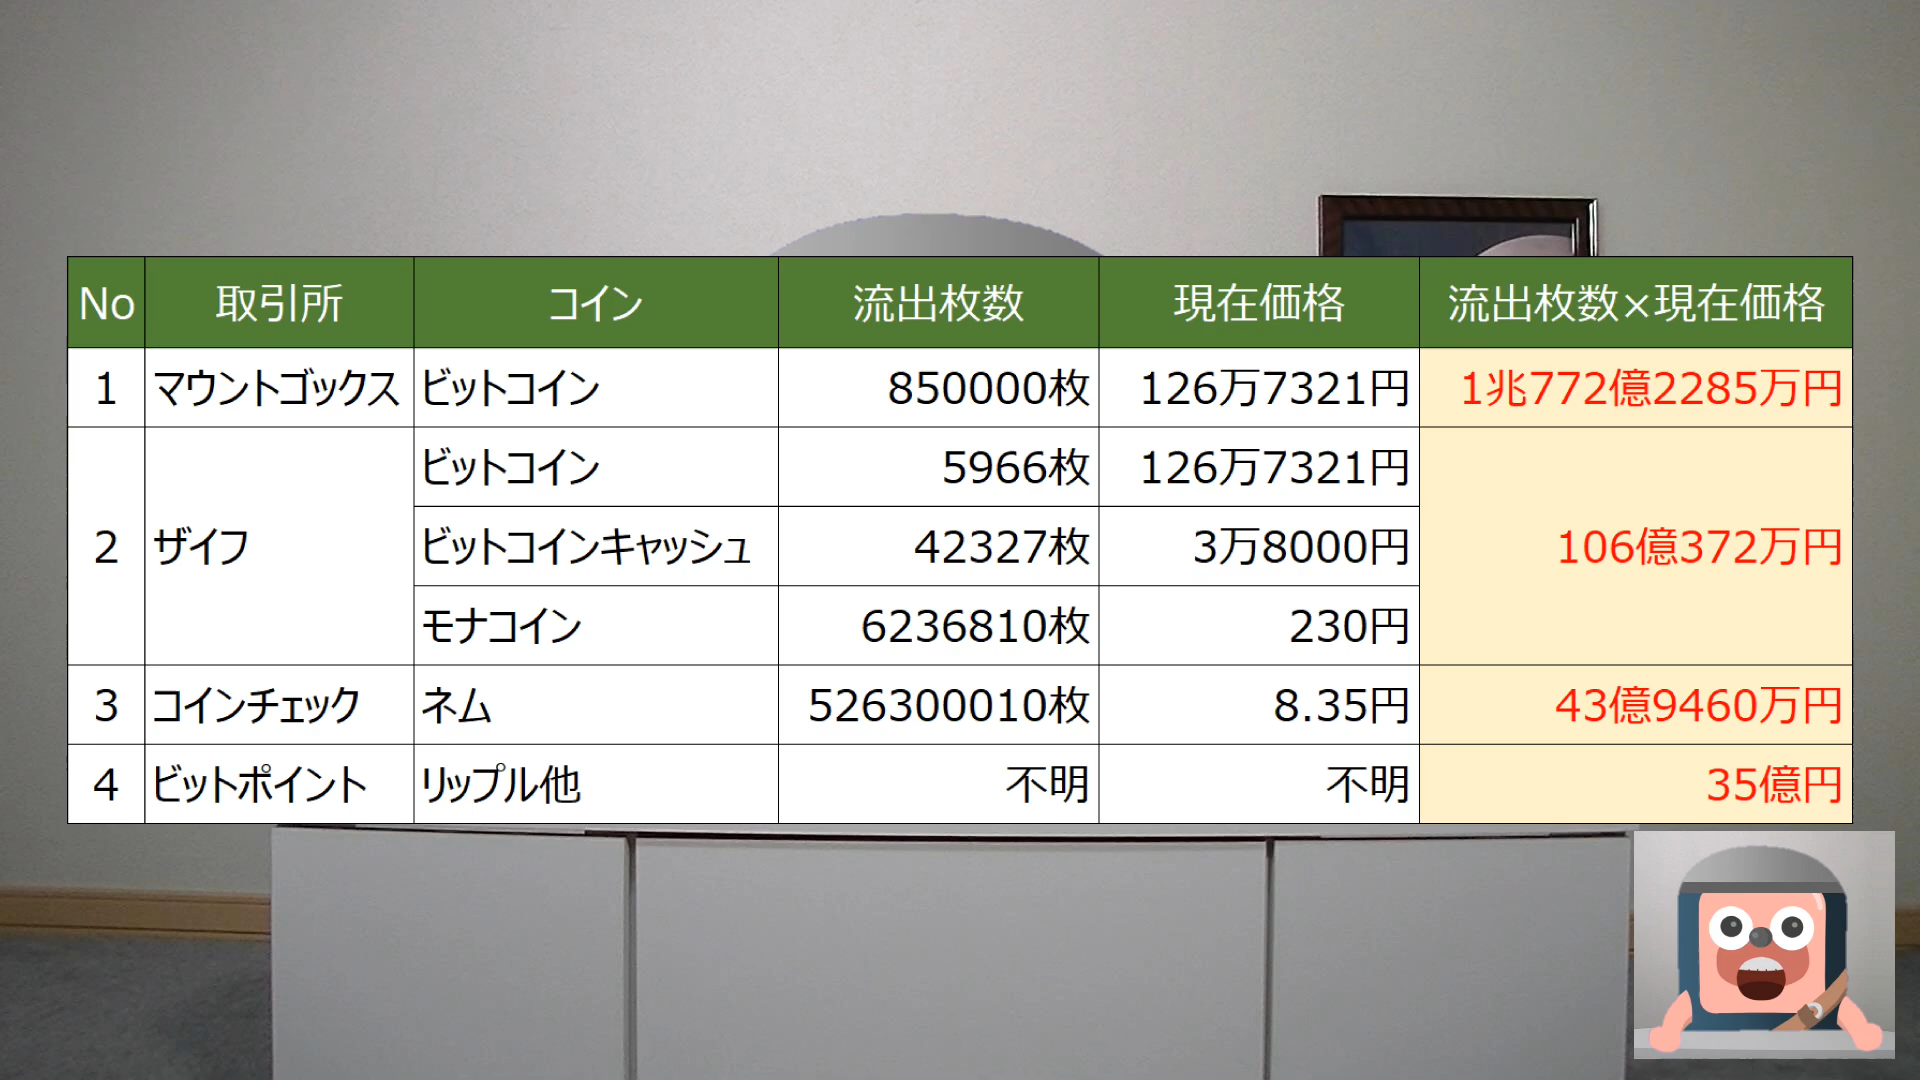 No 取引所 コイン 流出枚数 現在価格 流出枚数×現在価格
1 マウントゴックス ビットコイン 850000枚 126万7321円 1兆772億2285万円
2 ザイフ ビットコイン 5966枚 126万7321円 106億372万円
ビットコインキャッシュ 42327枚 3万8000円
モナコイン 6236810枚 230円
3 コインチェック ネム 526300010枚 8.35円 43億9460万円
4 ビットポイント リップル他 不明 不明 35億円